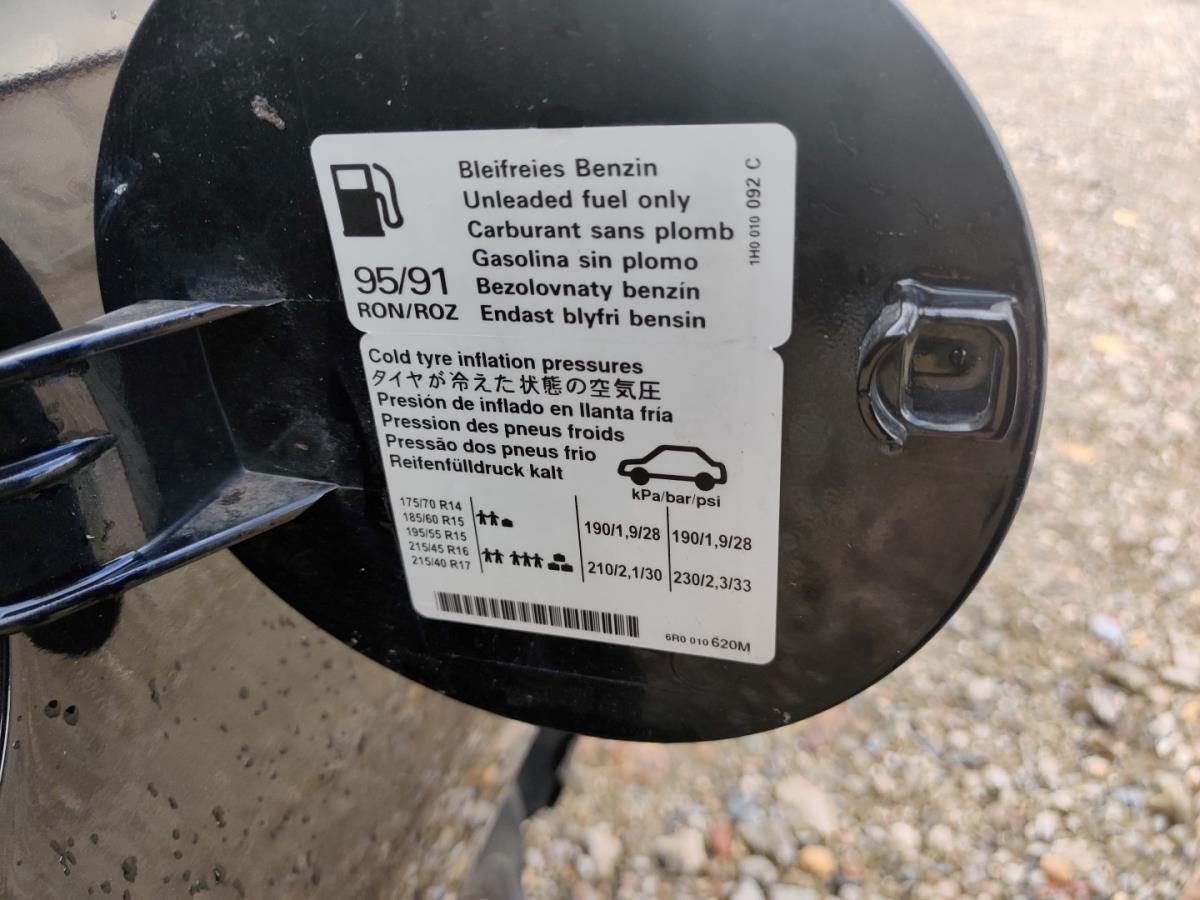 Bleifreies Benzin
Unleaded fuel only
Carburant sans plomb
Gasolina sin plomo
Bezolovnaty benzín
Endast blyfri bensin
95/91
RON/ROZ
1H0 010 092 C
Cold tyre inflation pressures
タイヤが冷えた状態の空気圧
Presión de inflado en llanta fría
Pression des pneus froids
Pressão dos pneus frio
Reifenfülldruck kalt
kPa/bar/psi
175/70 R14
185/60 R15
195/55 R15
215/45 R16
215/40 R17
190/1,9/28 190/1,9/28
210/2,1/30 230/2,3/33
6R0 010 620M